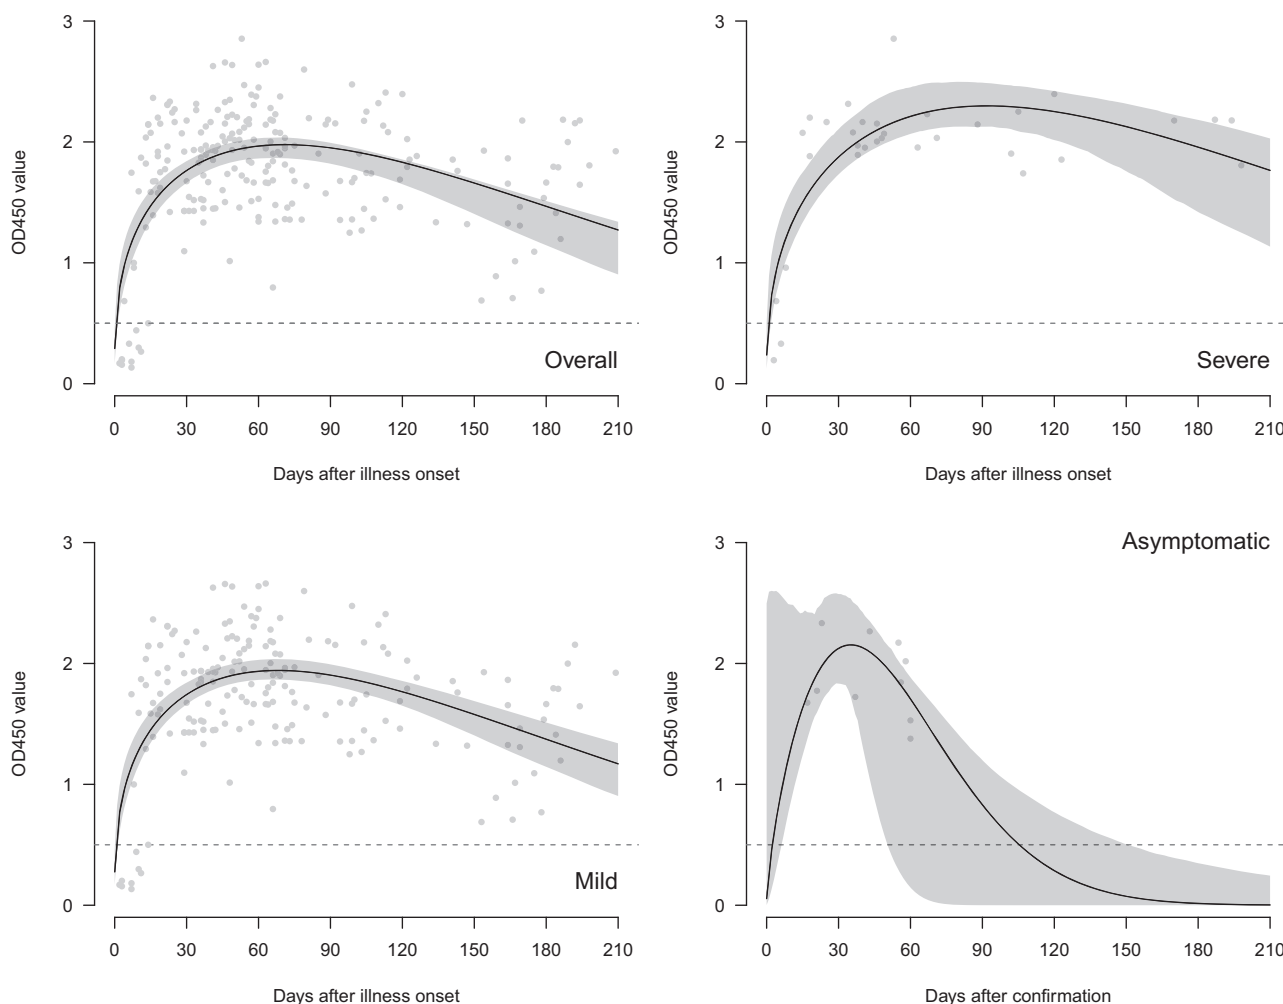 3
2
1
0
OD450 value
Overall
0 30 60 90 120 150 180 210
Days after illness onset
3
2
1
0
OD450 value
Severe
0 30 60 90 120 150 180 210
Days after illness onset
3
2
1
0
OD450 value
Mild
0 30 60 90 120 150 180 210
Days after illness onset
Asymptomatic
3
2
1
0
OD450 value
0 30 60 90 120 150 180 210
Days after confirmation